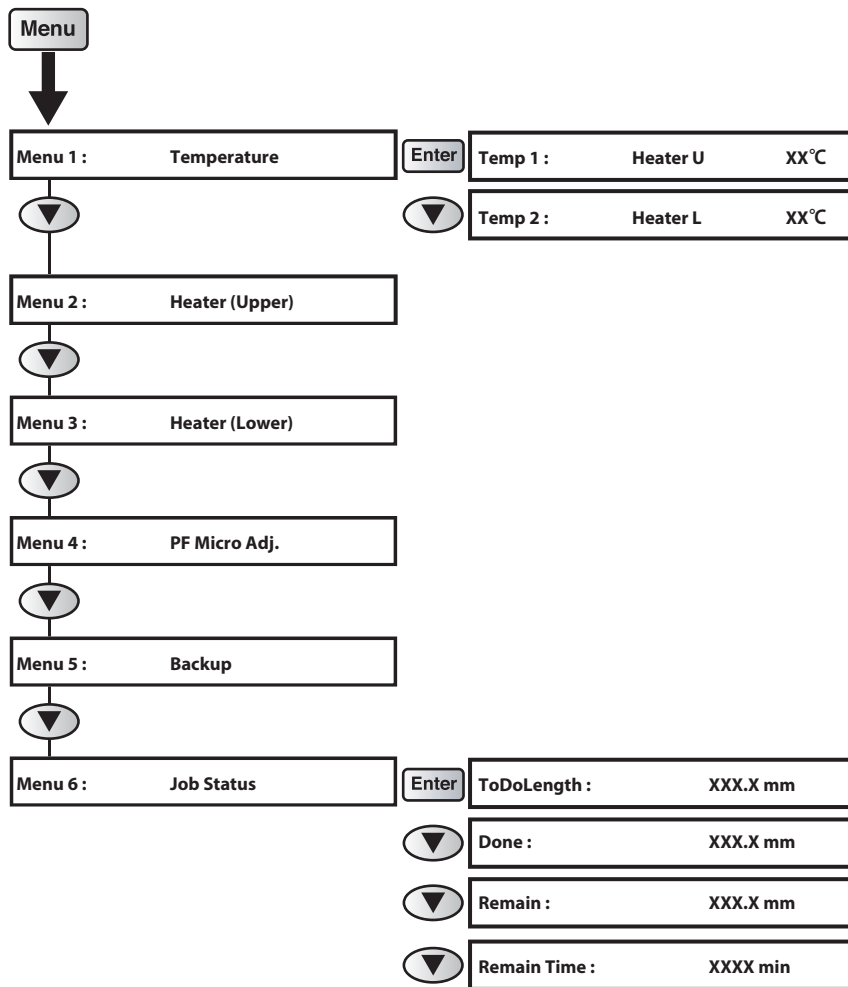 Menu
Menu 1 : Temperature Enter Temp 1 : Heater U XX℃
Temp 2 : Heater L XX℃
Menu 2 : Heater (Upper)
Menu 3 : Heater (Lower)
Menu 4 : PF Micro Adj.
Menu 5 : Backup
Menu 6 : Job Status Enter ToDoLength : XXX.X mm
Done : XXX.X mm
Remain : XXX.X mm
Remain Time : XXXX min